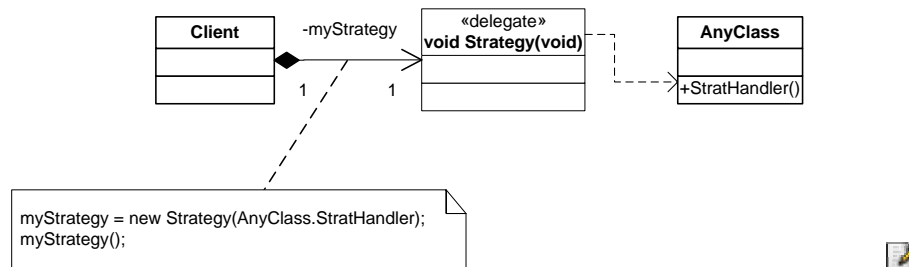 Client
-myStrategy
1
1
«delegate»
void Strategy(void)
AnyClass
+StratHandler()
myStrategy = new Strategy(AnyClass.StratHandler);
myStrategy();